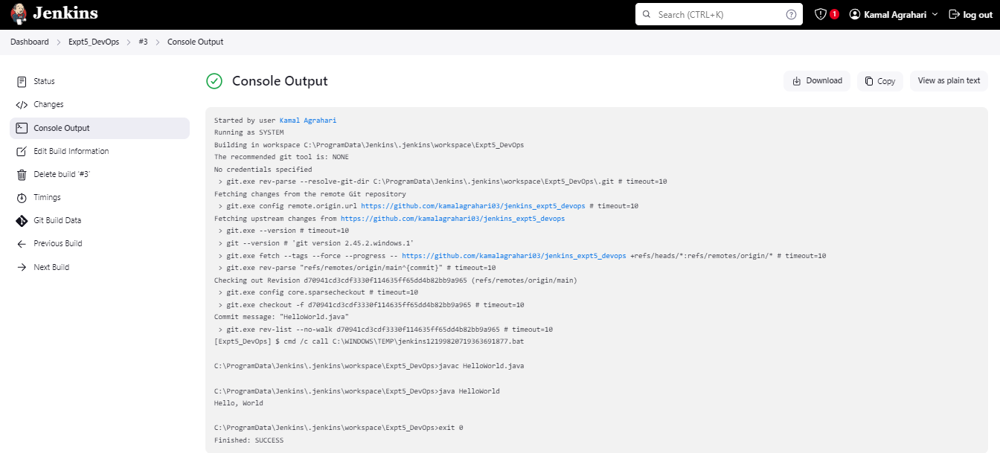 Jenkins
Search (CTRL+K)
1
Kamal Agrahari
log out
Dashboard
Expt5_DevOps
#3
Console Output
Status
Changes
Console Output
Edit Build Information
Delete build '#3'
Timings
Git Build Data
Previous Build
Next Build
Console Output
Download
Copy
View as plain text
Started by user Kamal Agrahari
Running as SYSTEM
Building in workspace C:\ProgramData\Jenkins\.jenkins\workspace\Expt5_DevOps
The recommended git tool is: NONE
No credentials specified
 > git.exe rev-parse --resolve-git-dir C:\ProgramData\Jenkins\.jenkins\workspace\Expt5_DevOps\.git # timeout=10
Fetching changes from the remote Git repository
 > git.exe config remote.origin.url https://github.com/kamalagrahari03/jenkins_expt5_devops # timeout=10
Fetching upstream changes from https://github.com/kamalagrahari03/jenkins_expt5_devops
 > git.exe --version # timeout=10
 > git --version # 'git version 2.45.2.windows.1'
 > git.exe fetch --tags --force --progress -- https://github.com/kamalagrahari03/jenkins_expt5_devops +refs/heads/*:refs/remotes/origin/* # timeout=10
 > git.exe rev-parse "refs/remotes/origin/main^{commit}" # timeout=10
Checking out Revision d70941cd3cdf3330f114635ff65dd4b82bb9a965 (refs/remotes/origin/main)
 > git.exe config core.sparsecheckout # timeout=10
 > git.exe checkout -f d70941cd3cdf3330f114635ff65dd4b82bb9a965 # timeout=10
Commit message: "HelloWorld.java"
 > git.exe rev-list --no-walk d70941cd3cdf3330f114635ff65dd4b82bb9a965 # timeout=10
[Expt5_DevOps] $ cmd /c call C:\WINDOWS\TEMP\jenkins12199820719363691877.bat
C:\ProgramData\Jenkins\.jenkins\workspace\Expt5_DevOps>javac HelloWorld.java
C:\ProgramData\Jenkins\.jenkins\workspace\Expt5_DevOps>java HelloWorld
Hello, World
C:\ProgramData\Jenkins\.jenkins\workspace\Expt5_DevOps>exit 0
Finished: SUCCESS